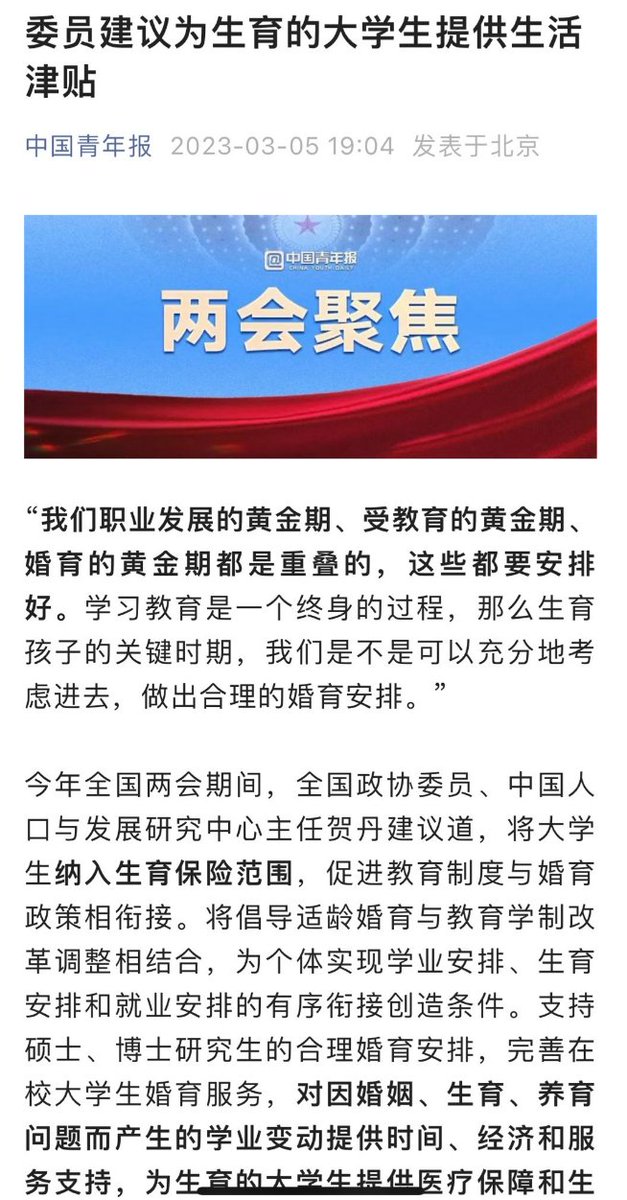 委员建议为生育的大学生提供生活
津贴
中国青年报 2023-03-05 19:04 发表于北京
@中国青年报
CHINA YOUTH DAILY
两会聚焦
“我们职业发展的黄金期、受教育的黄金期、
婚育的黄金期都是重叠的，这些都要安排
好。学习教育是一个终身的过程，那么生育
孩子的关键时期，我们是不是可以充分地考
虑进去，做出合理的婚育安排。”
今年全国两会期间，全国政协委员、中国人
口与发展研究中心主任贺丹建议道，将大学
生纳入生育保险范围，促进教育制度与婚育
政策相衔接。将倡导适龄婚育与教育学制改
革调整相结合，为个体实现学业安排、生育
安排和就业安排的有序衔接创造条件。支持
硕士、博士研究生的合理婚育安排，完善在
校大学生婚育服务，对因婚姻、生育、养育
问题而产生的学业变动提供时间、经济和服
务支持，为生育的大学生提供医疗保障和生